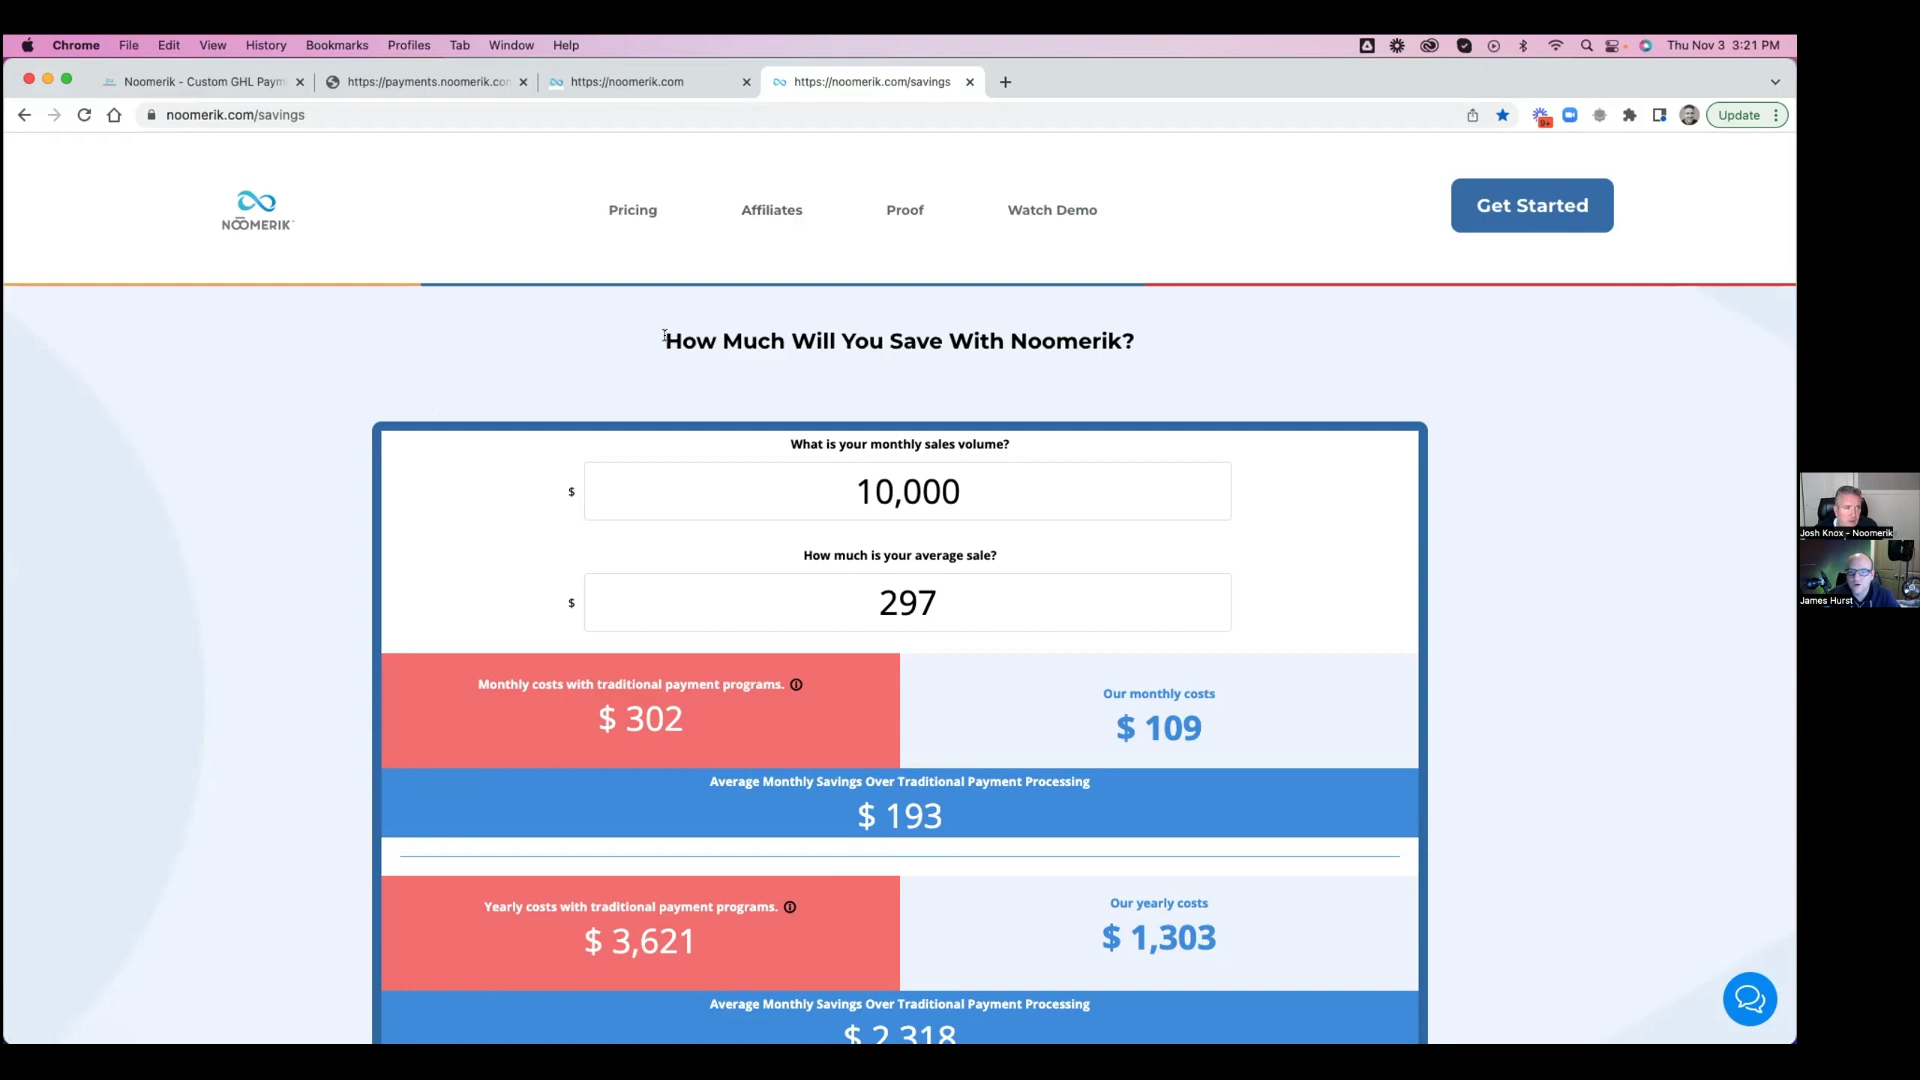 Chrome File Edit View History Bookmarks Profiles Tab Window Help
Thu Nov 3 3:21 PM
Noomerik - Custom GHL Paym
https://payments.noomerik.co
https://noomerik.com
https://noomerik.com/savings
noomerik.com/savings
9+
Update
NŌOMERIK
Pricing
Affiliates
Proof
Watch Demo
Get Started
How Much Will You Save With Noomerik?
What is your monthly sales volume?
$ 10,000
How much is your average sale?
$ 297
Monthly costs with traditional payment programs.
$ 302
Our monthly costs
$ 109
Average Monthly Savings Over Traditional Payment Processing
$ 193
Yearly costs with traditional payment programs.
$ 3,621
Our yearly costs
$ 1,303
Average Monthly Savings Over Traditional Payment Processing
$ 2,318
Josh Knox - Noomerik
James Hurst